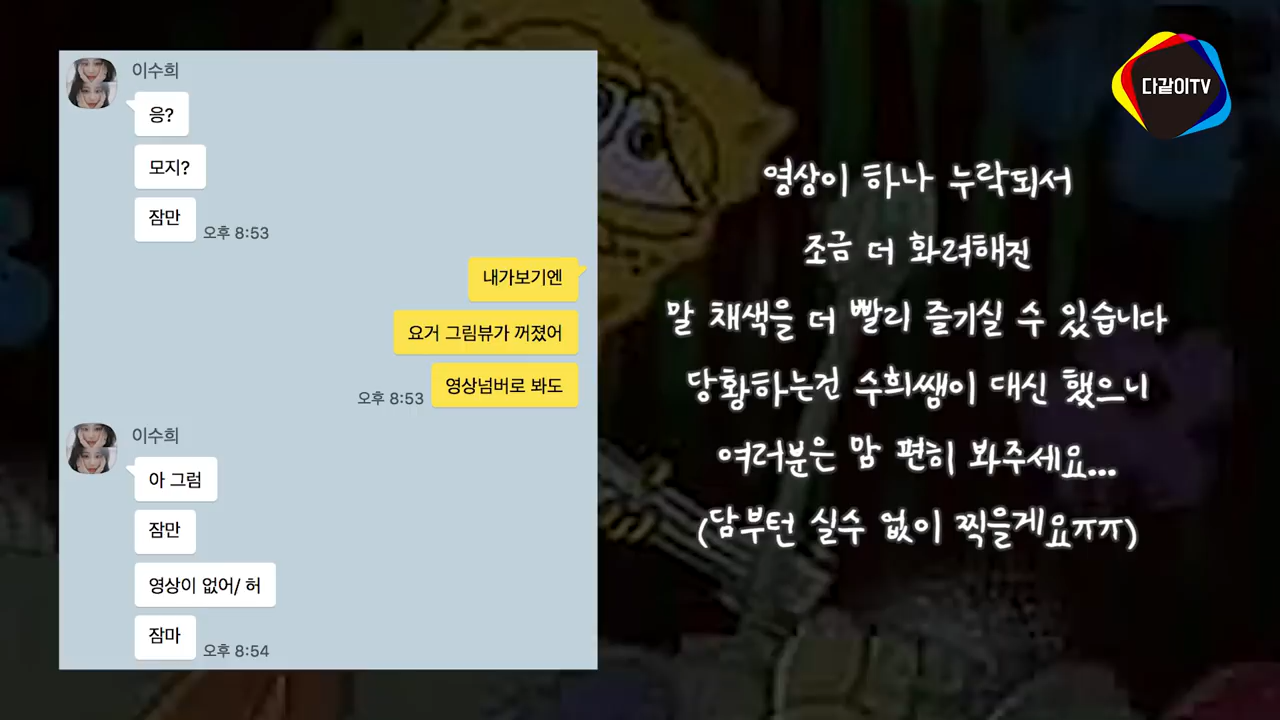 이수희
응?
모지?
잠만
오후 8:53
내가보기엔
요거 그림뷰가 꺼졌어
영상넘버로 봐도
오후 8:53
이수희
아 그럼
잠만
영상이 없어/ 허
잠마
오후 8:54
다같이TV
영상이 하나 누락되서
조금 더 화려해진
말 채색을 더 빨리 즐기실 수 있습니다
당황하는건 수희쌤이 대신 했으니
여러분은 맘 편히 봐주세요...
(담부턴 실수 없이 찍을게요ㅠㅠ)